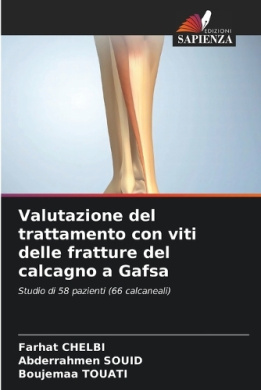 EDIZIONI
SAPIENZA
Valutazione del
trattamento con viti
delle fratture del
calcagno a Gafsa
Studio di 58 pazienti (66 calcaneali)
Farhat CHELBI
Abderrahmen SOUID
Boujemaa TOUATI